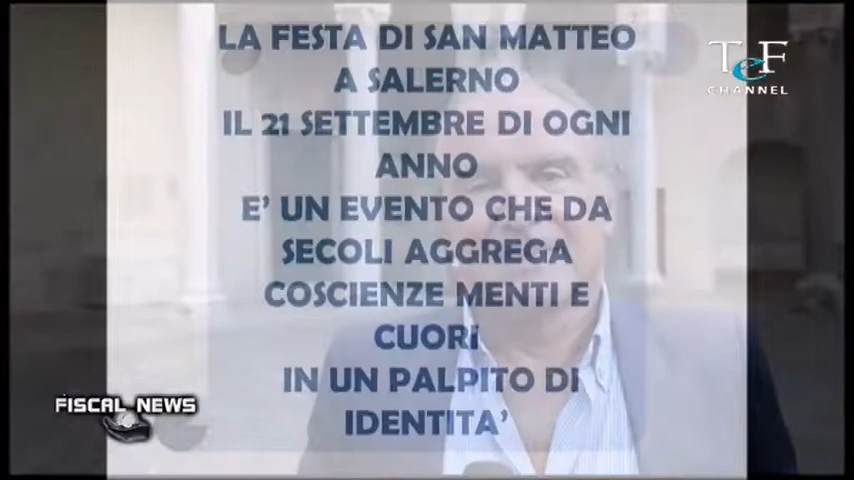 LA FESTA DI SAN MATTEO
A SALERNO
IL 21 SETTEMBRE DI OGNI
ANNO
E' UN EVENTO CHE DA
SECOLI AGGREGA
COSCIENZE MENTI E
CUORI
IN UN PALPITO DI
IDENTITA'
TeF
CHANNEL
FISCAL NEWS